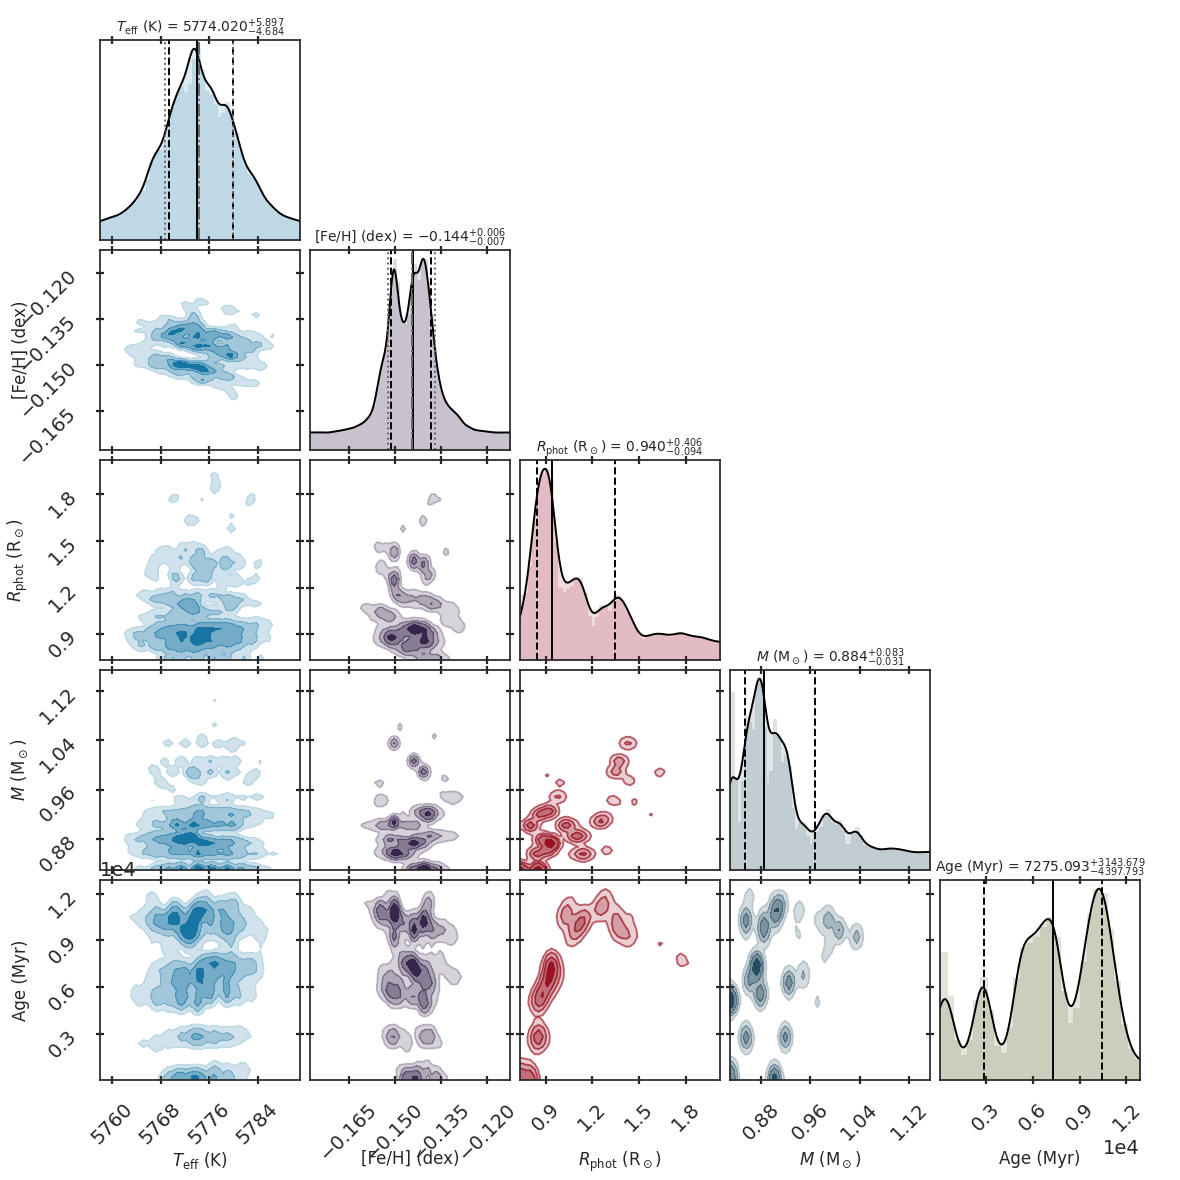 T_eff (K) = 5774.020^{+5.897}_{−4.684}
[Fe/H] (dex) = −0.144^{+0.006}_{−0.007}
R_phot (R_⊙) = 0.940^{+0.406}_{−0.094}
M (M_⊙) = 0.884^{+0.083}_{−0.031}
Age (Myr) = 7275.093^{+3143.679}_{−4397.793}
[Fe/H] (dex)
−0.120
−0.135
−0.150
−0.165
R_phot (R_⊙)
1.8
1.5
1.2
0.9
M (M_⊙)
1.12
1.04
0.96
0.88
1e4
Age (Myr)
1.2
0.9
0.6
0.3
5760 5768 5776 5784
T_eff (K)
−0.165 −0.150 −0.135 −0.120
[Fe/H] (dex)
0.9 1.2 1.5 1.8
R_phot (R_⊙)
0.88 0.96 1.04 1.12
M (M_⊙)
0.3 0.6 0.9 1.2
1e4
Age (Myr)